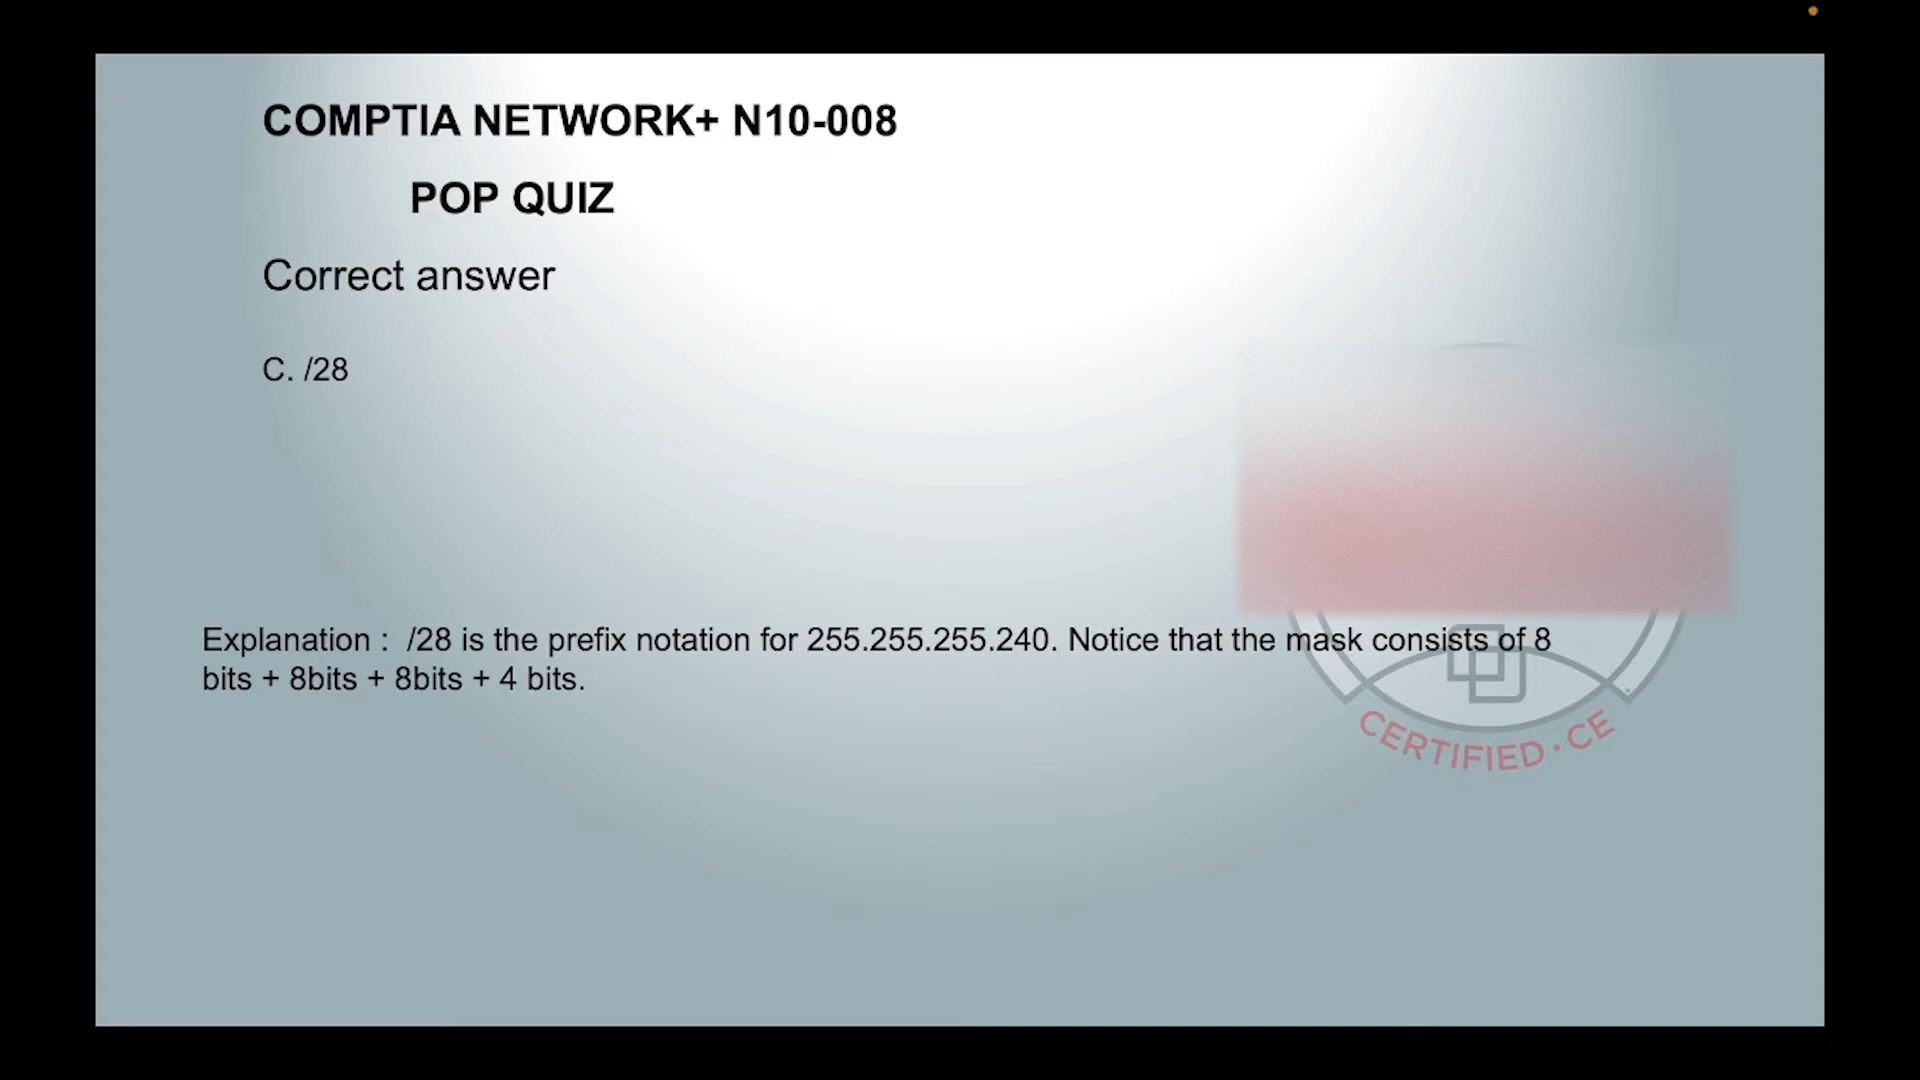 COMPTIA NETWORK+ N10-008
POP QUIZ
Correct answer
C. /28
Explanation :  /28 is the prefix notation for 255.255.255.240. Notice that the mask consists of 8
bits + 8bits + 8bits + 4 bits.
CERTIFIED • CE